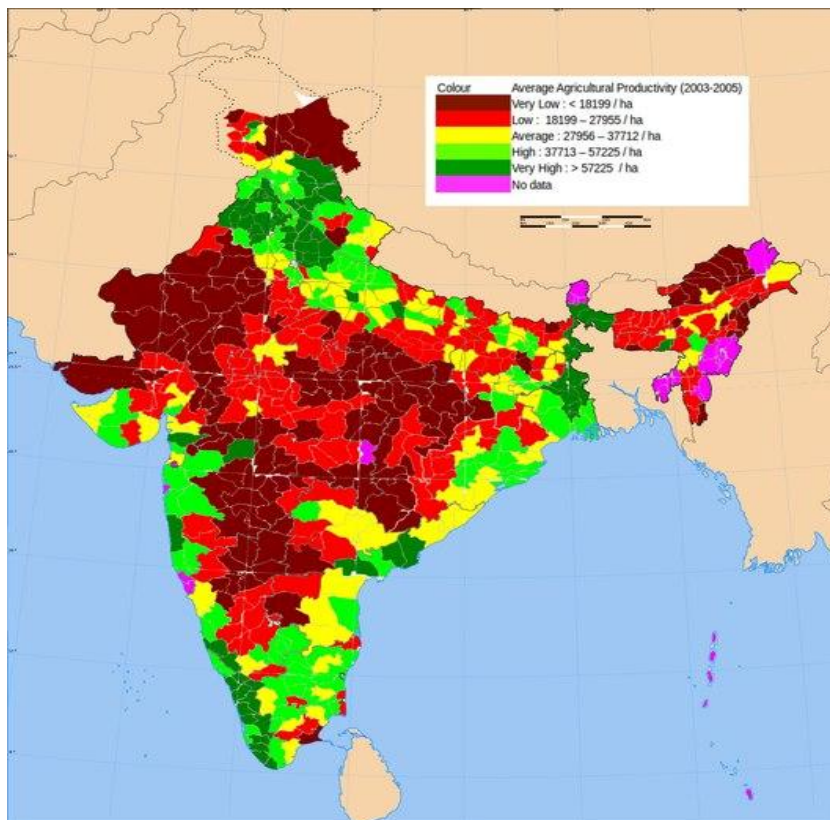 Colour Average Agricultural Productivity (2003-2005)
Very Low : < 18199 / ha
Low : 18199 – 27955 / ha
Average : 27956 – 37712 / ha
High : 37713 – 57225 / ha
Very High : > 57225 / ha
No data